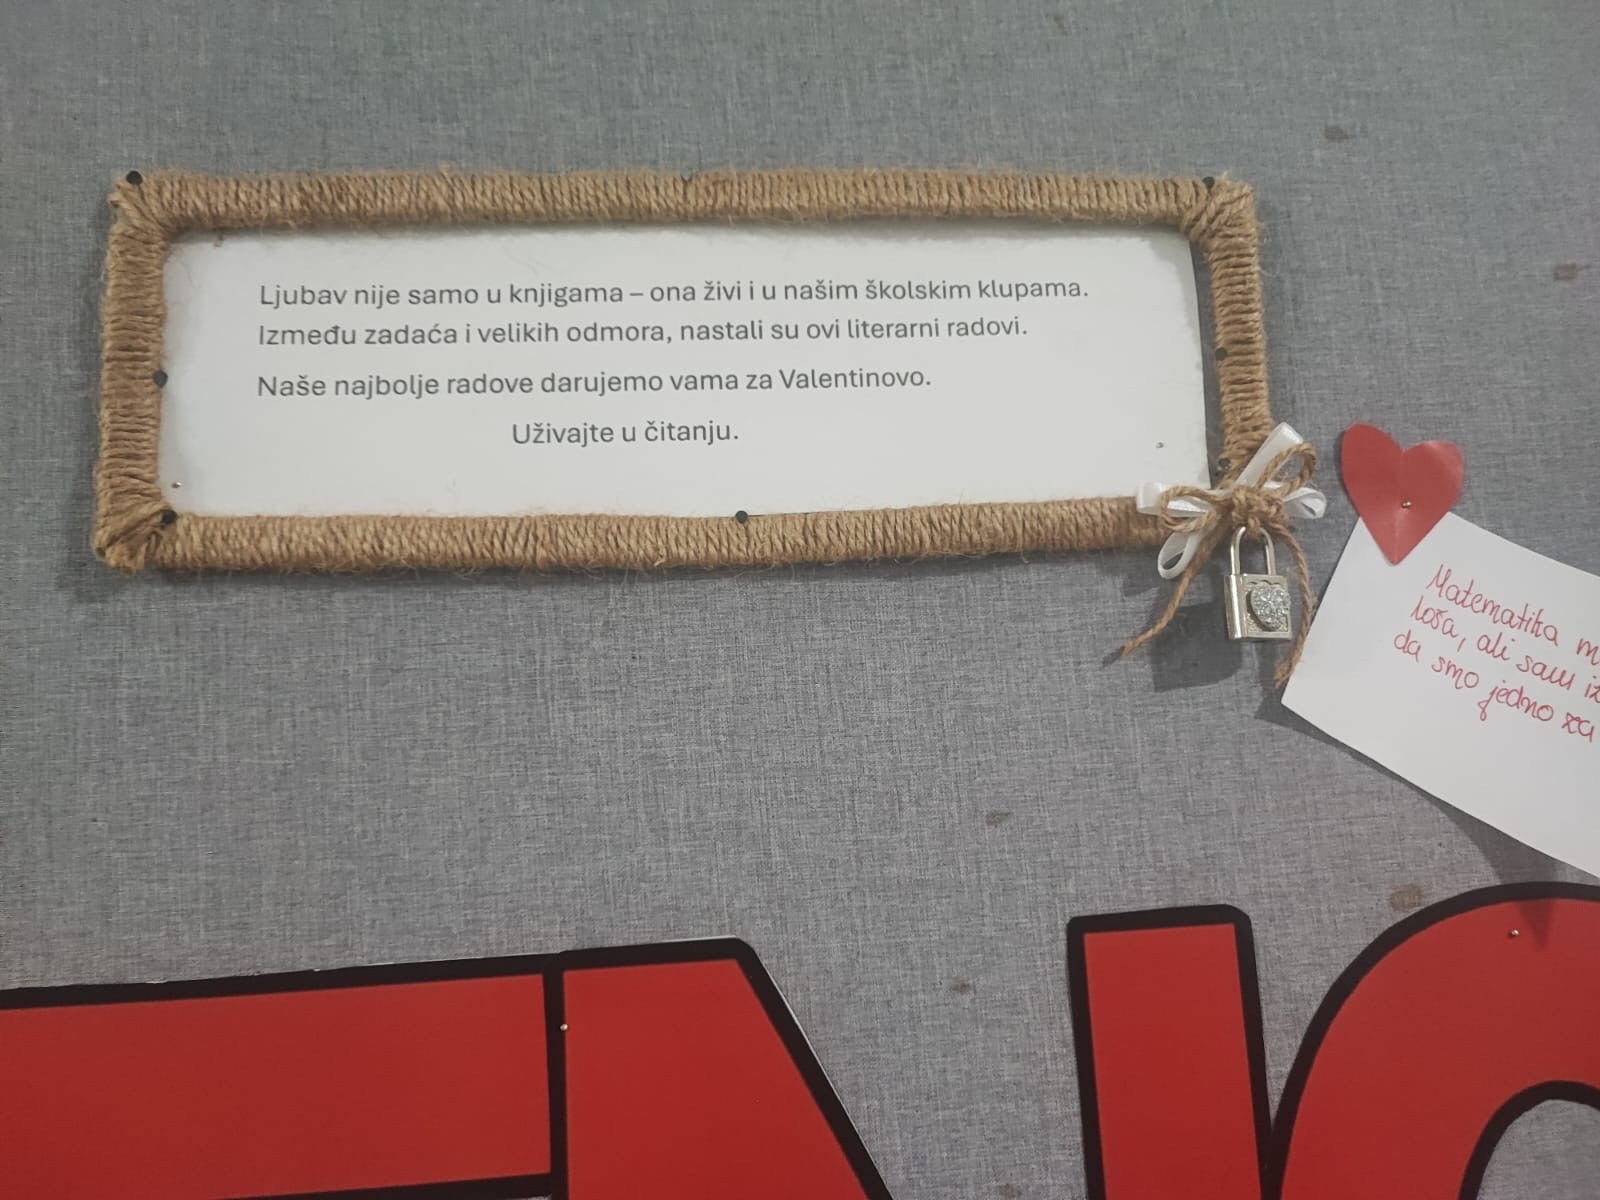 Ljubav nije samo u knjigama – ona živi i u našim školskim klupama.
Između zadaća i velikih odmora, nastali su ovi literarni radovi.
Naše najbolje radove darujemo vama za Valentinovo.
Uživajte u čitanju.
Matematika
loša, ali sam
da smo jedno za